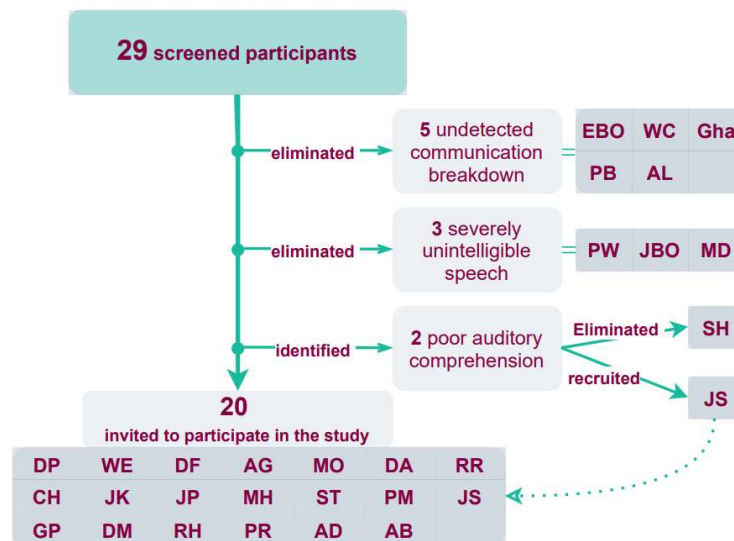 29 screened participants
eliminated
5 undetected
communication
breakdown
EBO WC Gha
PB AL
eliminated
3 severely
unintelligible
speech
PW JBO MD
identified
2 poor auditory
comprehension
Eliminated
SH
recruited
JS
20
invited to participate in the study
DP WE DF AG MO DA RR
CH JK JP MH ST PM JS
GP DM RH PR AD AB